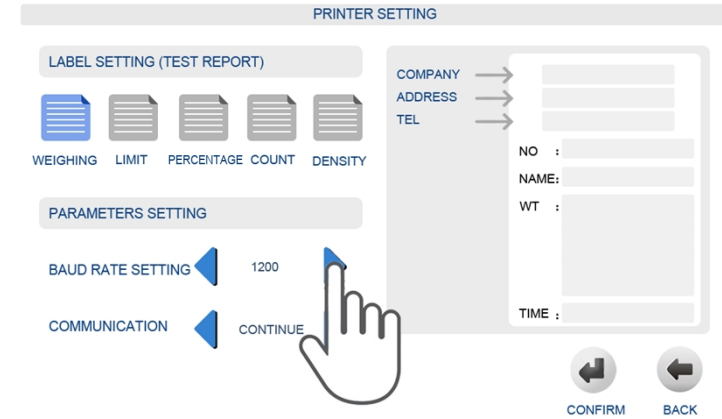 PRINTER SETTING
LABEL SETTING (TEST REPORT)
WEIGHING LIMIT PERCENTAGE COUNT DENSITY
PARAMETERS SETTING
BAUD RATE SETTING 1200
COMMUNICATION CONTINUE
COMPANY
ADDRESS
TEL
NO :
NAME:
WT :
TIME :
CONFIRM BACK